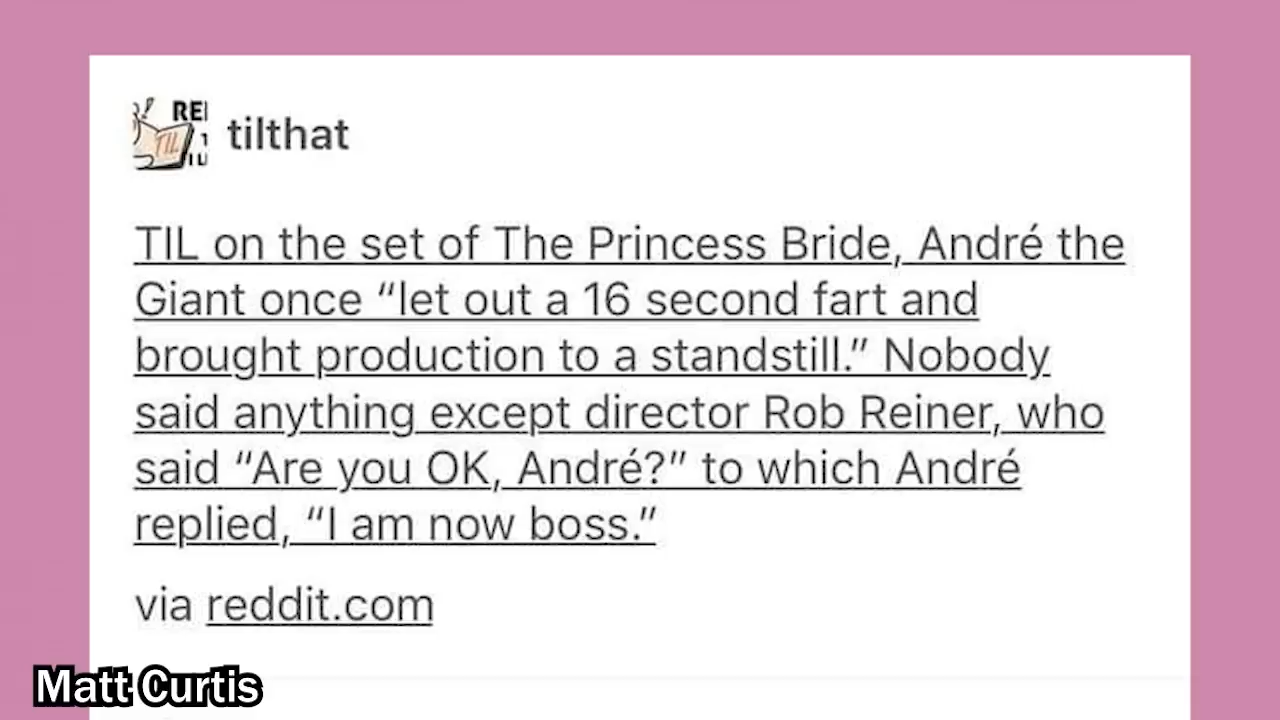 REI
TIL
tilthat
TIL on the set of The Princess Bride, André the
Giant once “let out a 16 second fart and
brought production to a standstill.” Nobody
said anything except director Rob Reiner, who
said “Are you OK, André?” to which André
replied, “I am now boss.”
via reddit.com
Matt Curtis